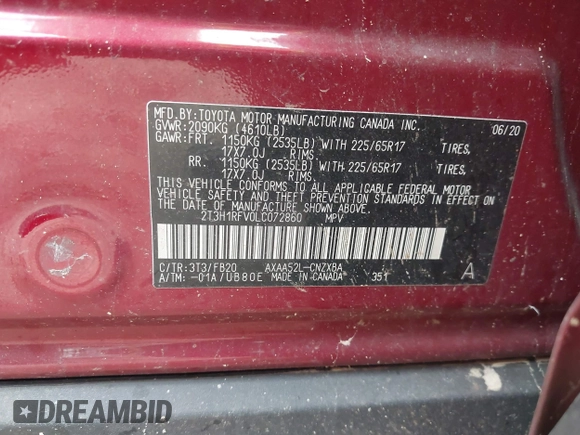 MFD.BY:TOYOTA MOTOR MANUFACTURING CANADA INC. 06/20
GVWR:2090KG (4610LB)
GAWR:FRT. 1150KG (2535LB) WITH 225/65R17 TIRES,
17X7.0J RIMS,
RR. 1150KG (2535LB) WITH 225/65R17 TIRES,
17X7.0J RIMS,
THIS VEHICLE CONFORMS TO ALL APPLICABLE FEDERAL MOTOR
VEHICLE SAFETY AND THEFT PREVENTION STANDARDS IN EFFECT ON
THE DATE OF MANUFACTURE SHOWN ABOVE.
2T3H1RFV0LC072860 MPV
C/TR:3T3/FB20 AXAA52L-CNZXBA A
A/TM: -01A/UB80E MADE IN CANADA 351
DREAMBID